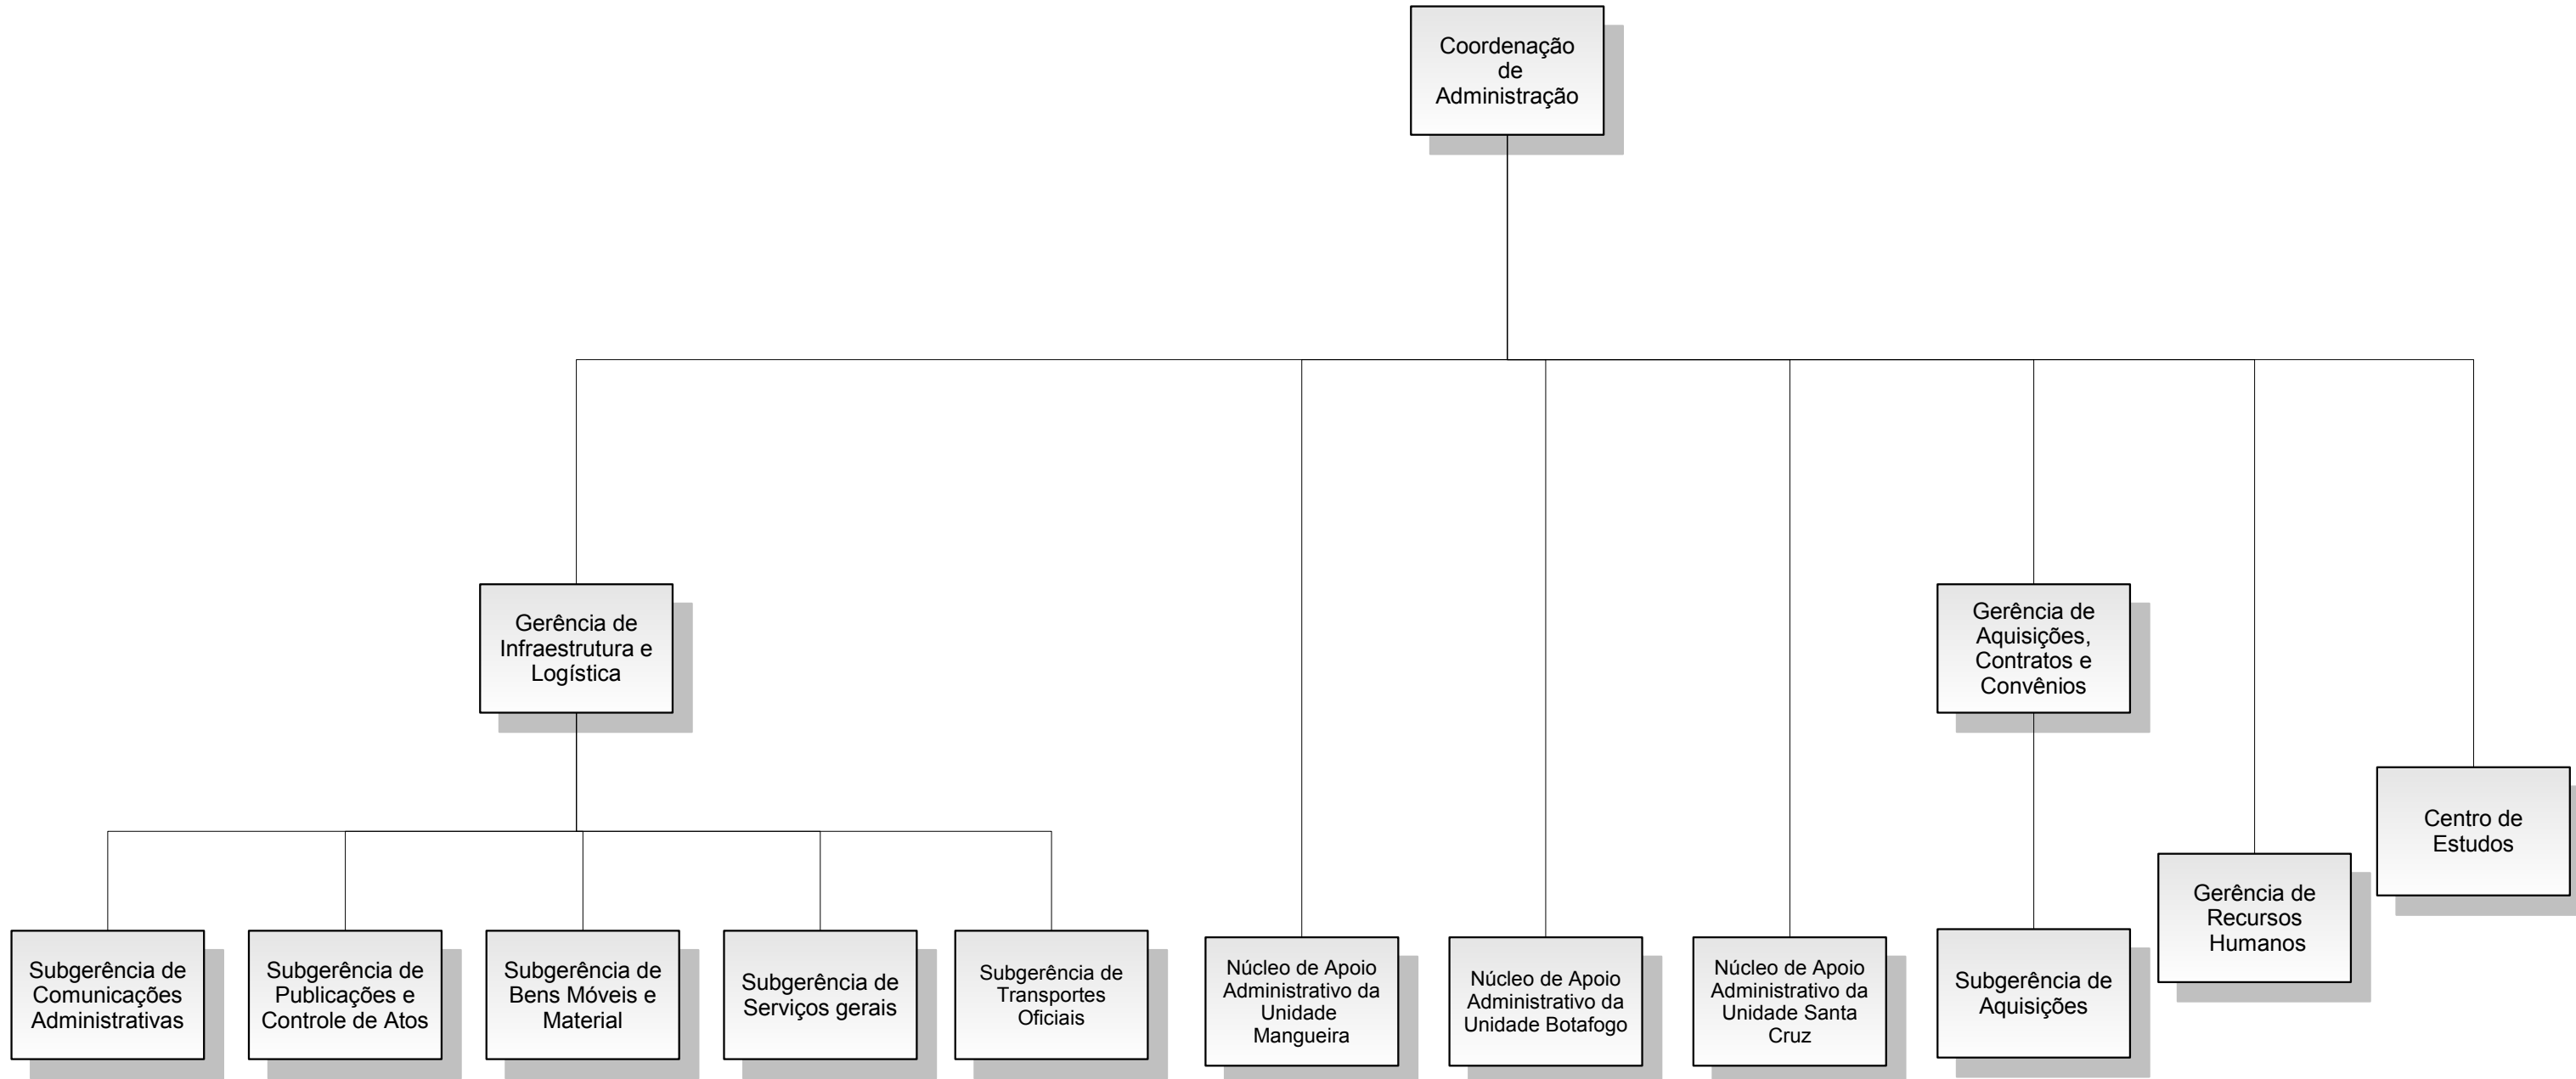 Coordenação
de
Administração
Gerência de
Infraestrutura e
Logística
Gerência de
Aquisições,
Contratos e
Convênios
Centro de
Estudos
Gerência de
Recursos
Humanos
Subgerência de
Comunicações
Administrativas
Subgerência de
Publicações e
Controle de Atos
Subgerência de
Bens Móveis e
Material
Subgerência de
Serviços gerais
Subgerência de
Transportes
Oficiais
Núcleo de Apoio
Administrativo da
Unidade
Mangueira
Núcleo de Apoio
Administrativo da
Unidade Botafogo
Núcleo de Apoio
Administrativo da
Unidade Santa
Cruz
Subgerência de
Aquisições